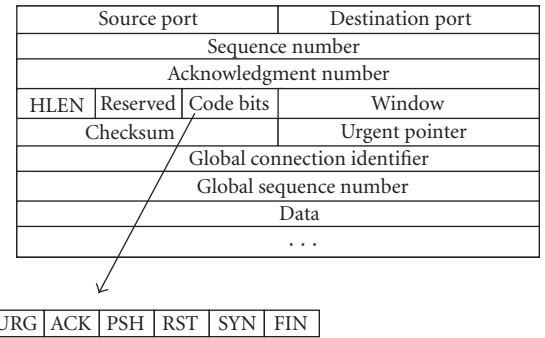 Source port Destination port
Sequence number
Acknowledgment number
HLEN Reserved Code bits Window
Checksum Urgent pointer
Global connection identifier
Global sequence number
Data
. . .
URG ACK PSH RST SYN FIN